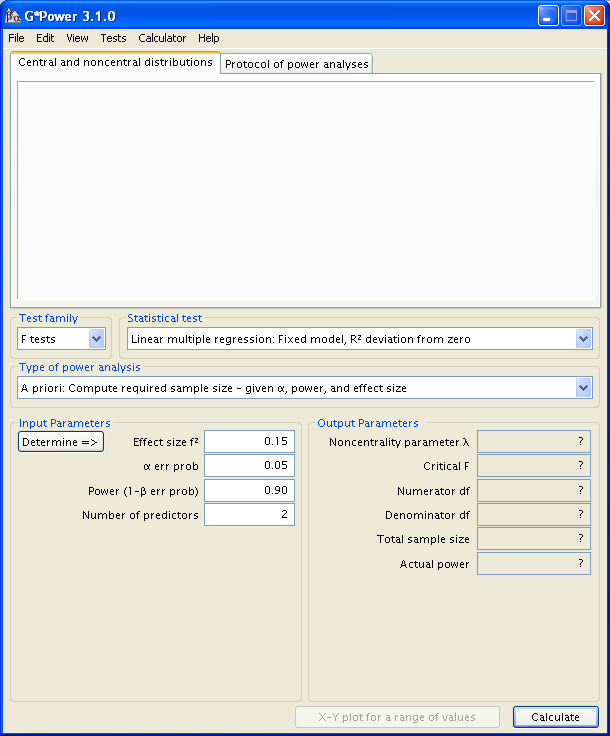 G*Power 3.1.0
File Edit View Tests Calculator Help
Central and noncentral distributions Protocol of power analyses
Test family Statistical test
F tests Linear multiple regression: Fixed model, R² deviation from zero
Type of power analysis
A priori: Compute required sample size - given α, power, and effect size
Input Parameters Output Parameters
Determine => Effect size f² 0.15 Noncentrality parameter λ ?
α err prob 0.05 Critical F ?
Power (1-β err prob) 0.90 Numerator df ?
Number of predictors 2 Denominator df ?
Total sample size ?
Actual power ?
X-Y plot for a range of values Calculate